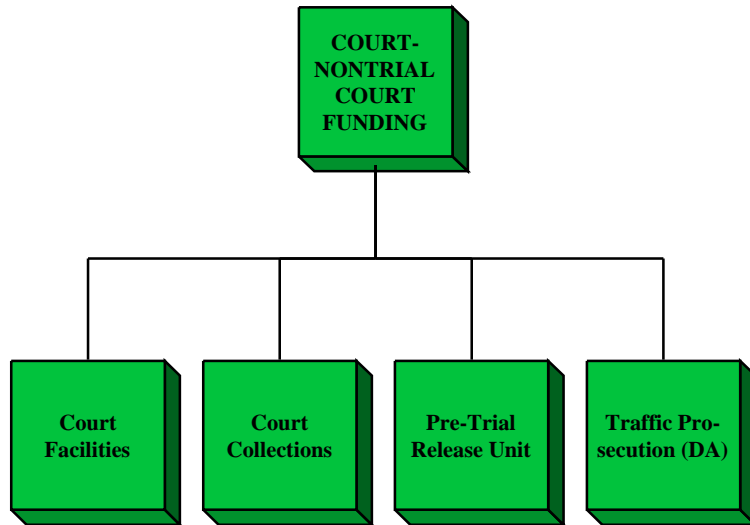 COURT-
NONTRIAL
COURT
FUNDING
Court
Facilities
Court
Collections
Pre-Trial
Release Unit
Traffic Pro-
secution (DA)